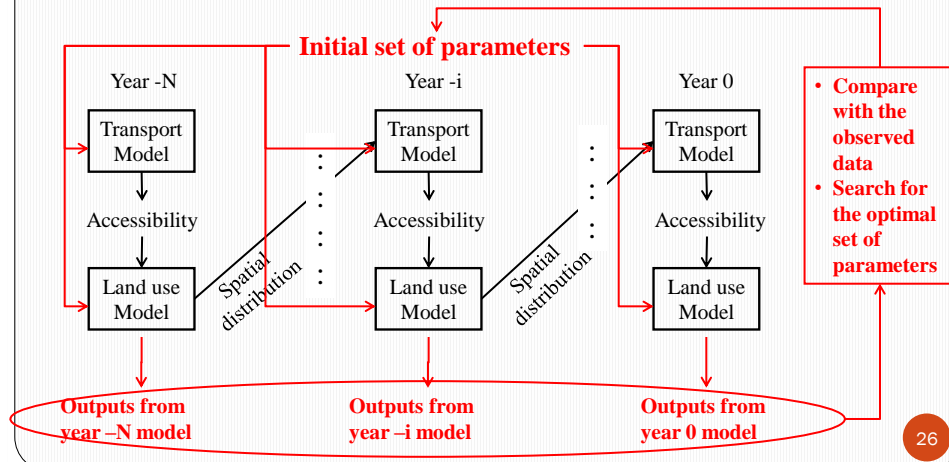 Initial set of parameters
Year -N
Year -i
Year 0
Transport
Model
Transport
Model
Transport
Model
Accessibility
Accessibility
Accessibility
Land use
Model
Land use
Model
Land use
Model
Spatial
distribution
Spatial
distribution
• Compare
with the
observed
data
• Search for
the optimal
set of
parameters
Outputs from
year –N model
Outputs from
year –i model
Outputs from
year 0 model
26